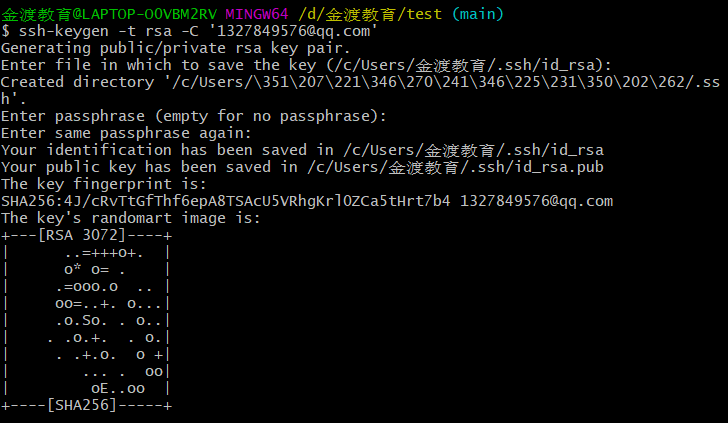 金渡教育@LAPTOP-OOVBM2RV MINGW64 /d/金渡教育/test (main)
$ ssh-keygen -t rsa -C '1327849576@qq.com'
Generating public/private rsa key pair.
Enter file in which to save the key (/c/Users/金渡教育/.ssh/id_rsa):
Created directory '/c/Users/\351\207\221\346\270\241\346\225\231\350\202\262/.ss
h'.
Enter passphrase (empty for no passphrase):
Enter same passphrase again:
Your identification has been saved in /c/Users/金渡教育/.ssh/id_rsa
Your public key has been saved in /c/Users/金渡教育/.ssh/id_rsa.pub
The key fingerprint is:
SHA256:4J/cRvTtGfThf6epA8TSAcU5VRhgKrlOZCa5tHrt7b4 1327849576@qq.com
The key's randomart image is:
+---[RSA 3072]----+
|      ..=+++o+.  |
|      o* o= .    |
|     .=ooo.o  .. |
|     oo=..+. o...|
|     .o.So. . o..|
|    . .o.+.  . o.|
|     . .+.o.  o +|
|        ... .  oo|
|         oE..oo  |
+----[SHA256]-----+